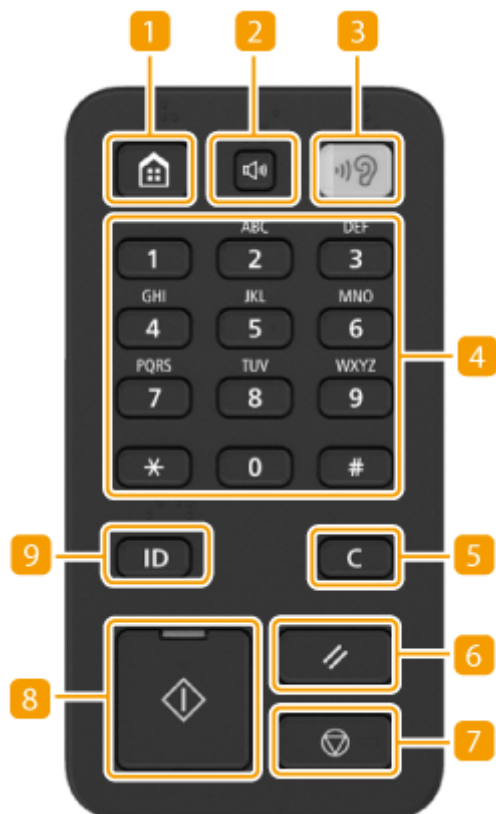 1 2 3
ABC DEF
1 2 3
GHI JKL MNO
4 5 6
4
PQRS TUV WXYZ
7 8 9
* 0 #
9 ID C 5
6
8
7